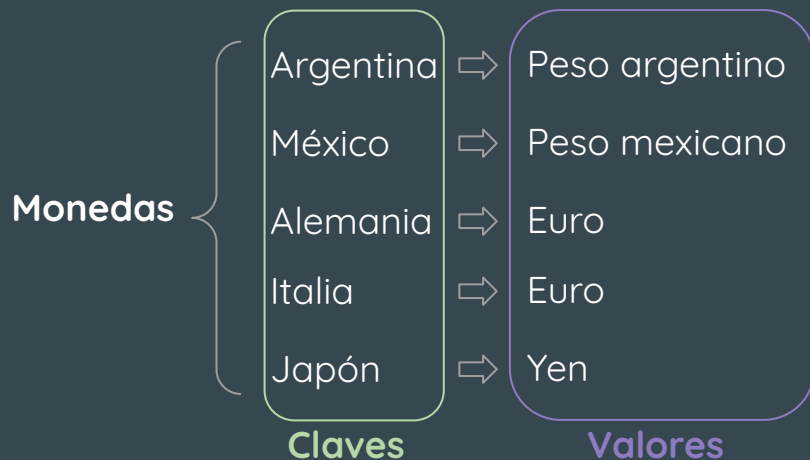 Argentina Peso argentino
México Peso mexicano
Monedas
Alemania Euro
Italia Euro
Japón Yen
Claves Valores